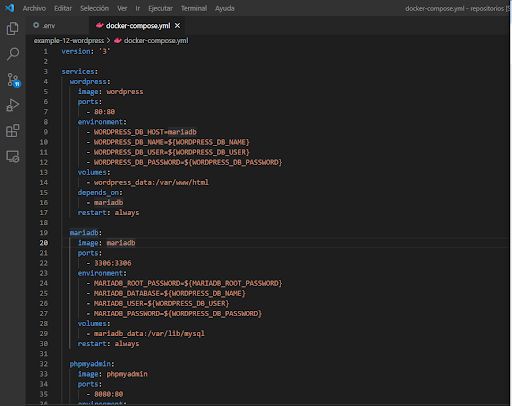 Archivo Editar Selección Ver Ir Ejecutar Terminal Ayuda docker-compose.yml - repositorios
.env docker-compose.yml ×
example-12-wordpress > docker-compose.yml
1 version: '3'
2
3 services:
4 wordpress:
5 image: wordpress
6 ports:
7 - 80:80
8 environment:
9 - WORDPRESS_DB_HOST=mariadb
10 - WORDPRESS_DB_NAME=${WORDPRESS_DB_NAME}
11 - WORDPRESS_DB_USER=${WORDPRESS_DB_USER}
12 - WORDPRESS_DB_PASSWORD=${WORDPRESS_DB_PASSWORD}
13 volumes:
14 - wordpress_data:/var/www/html
15 depends_on:
16 - mariadb
17 restart: always
18
19 mariadb:
20 image: mariadb
21 ports:
22 - 3306:3306
23 environment:
24 - MARIADB_ROOT_PASSWORD=${MARIADB_ROOT_PASSWORD}
25 - MARIADB_DATABASE=${WORDPRESS_DB_NAME}
26 - MARIADB_USER=${WORDPRESS_DB_USER}
27 - MARIADB_PASSWORD=${WORDPRESS_DB_PASSWORD}
28 volumes:
29 - mariadb_data:/var/lib/mysql
30 restart: always
31
32 phpmyadmin:
33 image: phpmyadmin
34 ports:
35 - 8080:80
36 environment: